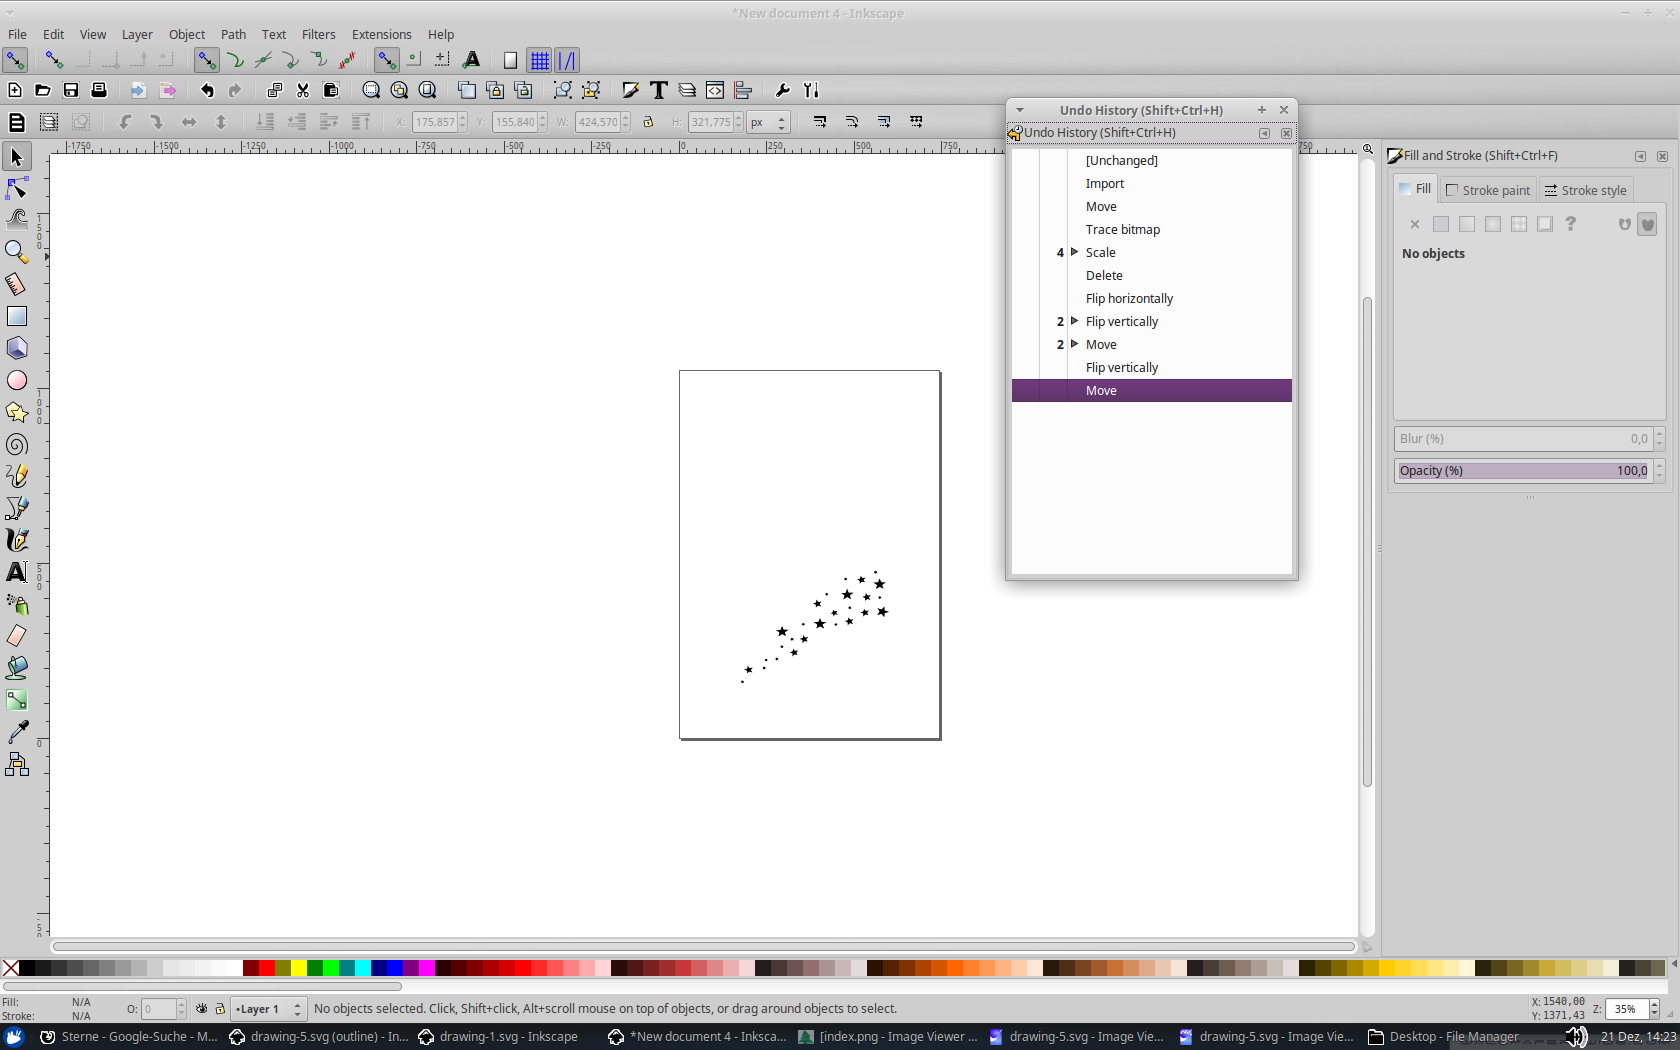 *New document 4 - Inkscape
File Edit View Layer Object Path Text Filters Extensions Help
X: 175,857 Y: 155,840 W: 424,570 H: 321,775 px
Undo History (Shift+Ctrl+H)
Undo History (Shift+Ctrl+H)
[Unchanged]
Import
Move
Trace bitmap
4 Scale
Delete
Flip horizontally
2 Flip vertically
2 Move
Flip vertically
Move
-1750 -1500 -1250 -1000 -750 -500 -250 0 250 500 750
1500
1000
500
0
Fill and Stroke (Shift+Ctrl+F)
Fill Stroke paint Stroke style
No objects
Blur (%) 0,0
Opacity (%) 100,0
Fill: N/A
Stroke: N/A
O: 0
•Layer 1
No objects selected. Click, Shift+click, Alt+scroll mouse on top of objects, or drag around objects to select.
X: 1540,00
Y: 1371,43
Z: 35%
Sterne - Google-Suche - M... drawing-5.svg (outline) - In... drawing-1.svg - Inkscape *New document 4 - Inksca... [index.png - Image Viewer ... drawing-5.svg - Image Vie... drawing-5.svg - Image Vie... Desktop - File Manager 21 Dez, 14:23